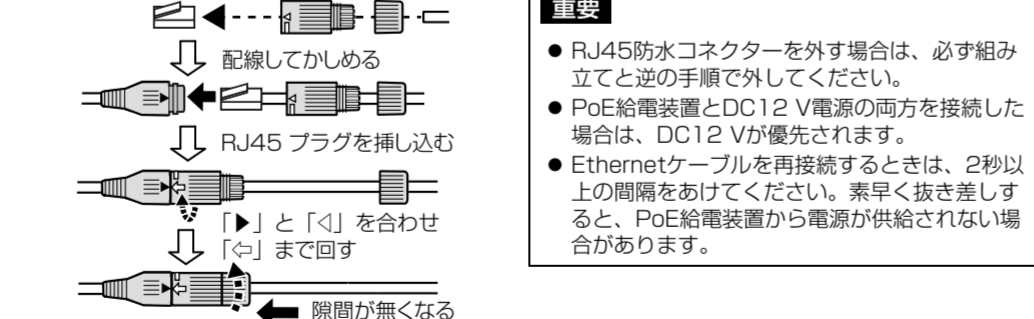 配線してかしめる
RJ45 プラグを挿し込む
「▶」と「◁」を合わせ
「⇦」まで回す
隙間が無くなる
重要
● RJ45防水コネクターを外す場合は、必ず組み
立てと逆の手順で外してください。
● PoE給電装置とDC12 V電源の両方を接続した
場合は、DC12 Vが優先されます。
● Ethernetケーブルを再接続するときは、2秒以
上の間隔をあけてください。素早く抜き差しす
ると、PoE給電装置から電源が供給されない場
合があります。